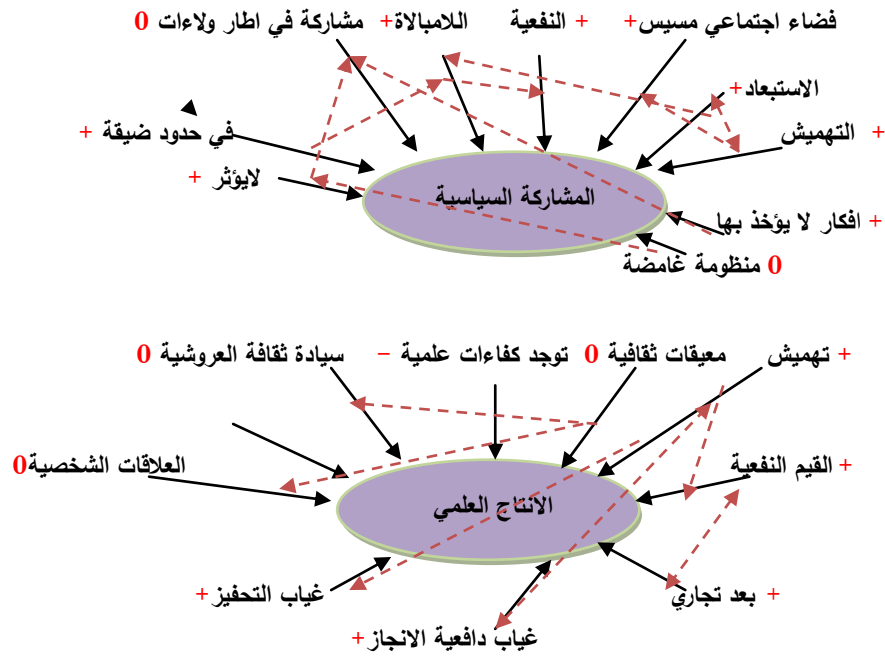 فضاء اجتماعي مسيس+ النفعية + اللامبالاة+ مشاركة في اطار ولاءات 0
الاستبعاد+
في حدود ضيقة +
التهميش +
لايؤثر +
المشاركة السياسية
افكار لا يؤخذ بها +
0 منظومة غامضة
تهميش +
معيقات ثقافية 0
توجد كفاءات علمية –
سيادة ثقافة العروشية 0
القيم النفعية +
العلاقات الشخصية0
الانتاج العلمي
بعد تجاري +
غياب التحفيز+
غياب دافعية الانجاز+